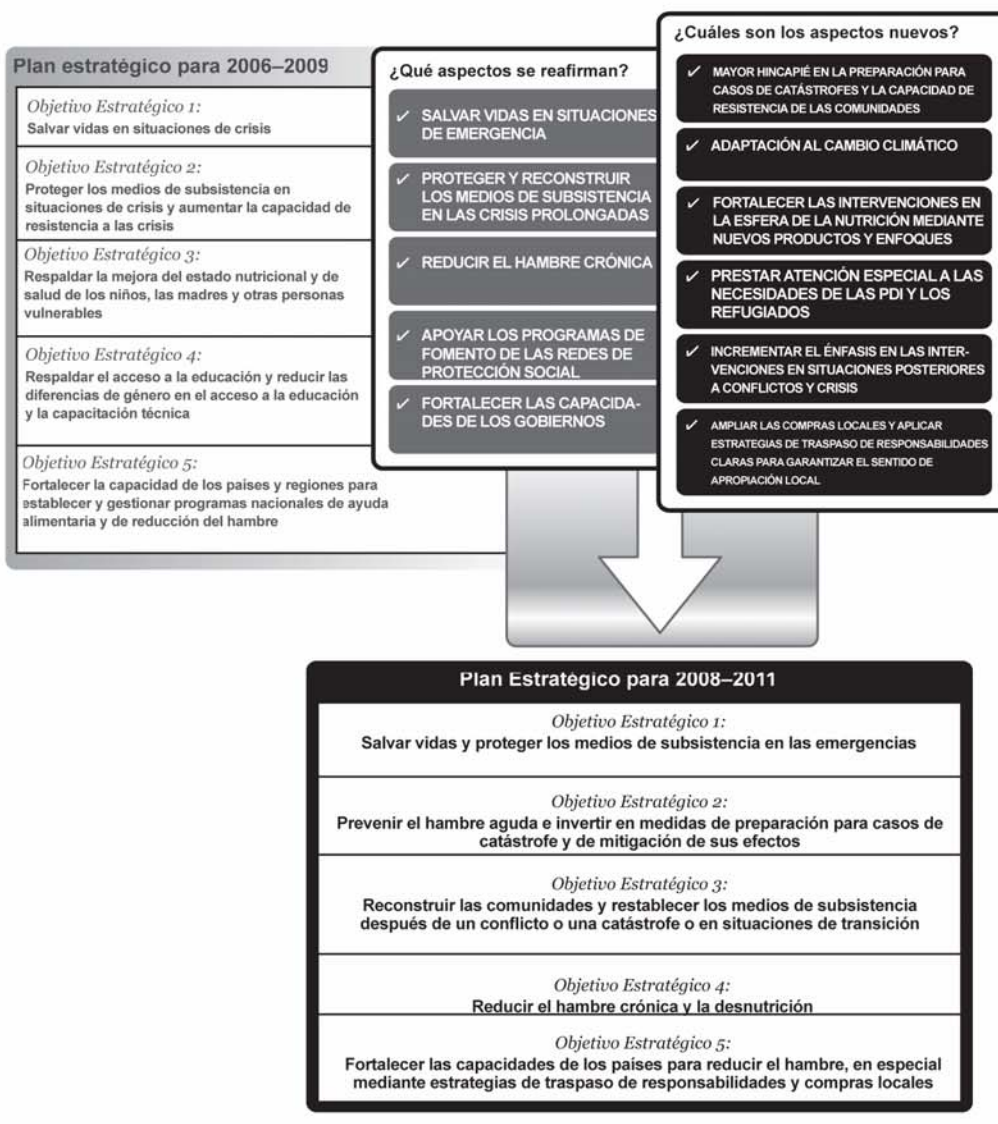 Plan estratégico para 2006–2009
Objetivo Estratégico 1:
Salvar vidas en situaciones de crisis
Objetivo Estratégico 2:
Proteger los medios de subsistencia en
situaciones de crisis y aumentar la capacidad de
resistencia a las crisis
Objetivo Estratégico 3:
Respaldar la mejora del estado nutricional y de
salud de los niños, las madres y otras personas
vulnerables
Objetivo Estratégico 4:
Respaldar el acceso a la educación y reducir las
diferencias de género en el acceso a la educación
y la capacitación técnica
Objetivo Estratégico 5:
Fortalecer la capacidad de los países y regiones para
establecer y gestionar programas nacionales de ayuda
alimentaria y de reducción del hambre
¿Qué aspectos se reafirman?
✓ SALVAR VIDAS EN SITUACIONES
DE EMERGENCIA
✓ PROTEGER Y RECONSTRUIR
LOS MEDIOS DE SUBSISTENCIA
EN LAS CRISIS PROLONGADAS
✓ REDUCIR EL HAMBRE CRÓNICA
✓ APOYAR LOS PROGRAMAS DE
FOMENTO DE LAS REDES DE
PROTECCIÓN SOCIAL
✓ FORTALECER LAS CAPACIDA-
DES DE LOS GOBIERNOS
¿Cuáles son los aspectos nuevos?
✓ MAYOR HINCAPIÉ EN LA PREPARACIÓN PARA
CASOS DE CATÁSTROFES Y LA CAPACIDAD DE
RESISTENCIA DE LAS COMUNIDADES
✓ ADAPTACIÓN AL CAMBIO CLIMÁTICO
✓ FORTALECER LAS INTERVENCIONES EN
LA ESFERA DE LA NUTRICIÓN MEDIANTE
NUEVOS PRODUCTOS Y ENFOQUES
✓ PRESTAR ATENCIÓN ESPECIAL A LAS
NECESIDADES DE LAS PDI Y LOS
REFUGIADOS
✓ INCREMENTAR EL ÉNFASIS EN LAS INTER-
VENCIONES EN SITUACIONES POSTERIORES
A CONFLICTOS Y CRISIS
✓ AMPLIAR LAS COMPRAS LOCALES Y APLICAR
ESTRATEGIAS DE TRASPASO DE RESPONSABILIDADES
CLARAS PARA GARANTIZAR EL SENTIDO DE
APROPIACIÓN LOCAL
Plan Estratégico para 2008–2011
Objetivo Estratégico 1:
Salvar vidas y proteger los medios de subsistencia en las emergencias
Objetivo Estratégico 2:
Prevenir el hambre aguda e invertir en medidas de preparación para casos de
catástrofe y de mitigación de sus efectos
Objetivo Estratégico 3:
Reconstruir las comunidades y restablecer los medios de subsistencia
después de un conflicto o una catástrofe o en situaciones de transición
Objetivo Estratégico 4:
Reducir el hambre crónica y la desnutrición
Objetivo Estratégico 5:
Fortalecer las capacidades de los países para reducir el hambre, en especial
mediante estrategias de traspaso de responsabilidades y compras locales